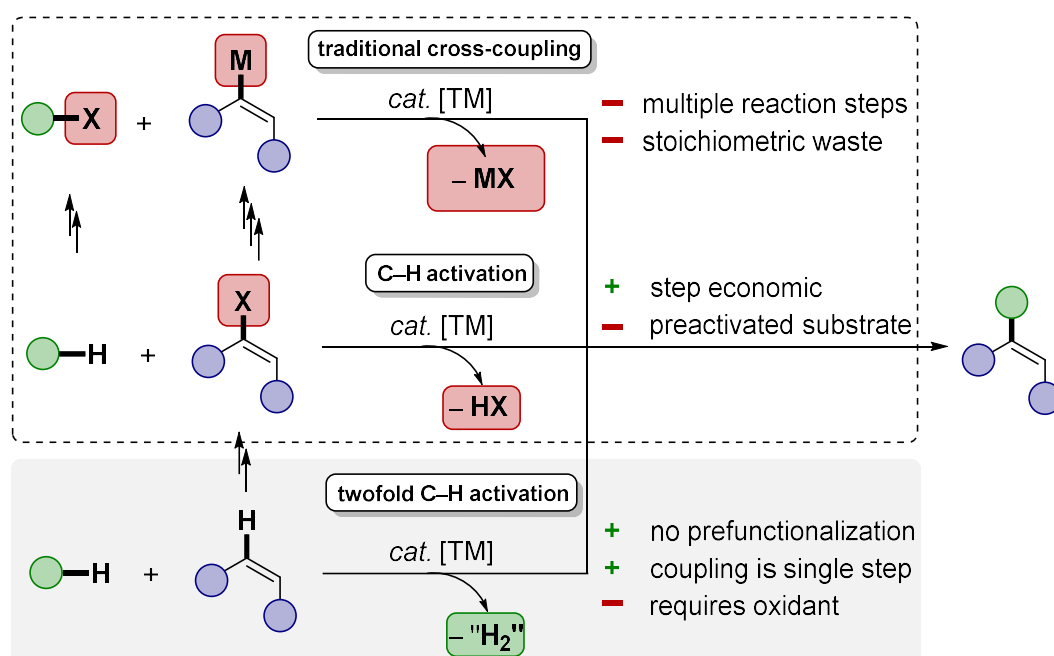 traditional cross-coupling
M
X
+
cat. [TM]
– MX
– multiple reaction steps
– stoichiometric waste
C–H activation
X
H
+
cat. [TM]
– HX
+ step economic
– preactivated substrate
twofold C–H activation
H
H
+
cat. [TM]
– "H₂"
+ no prefunctionalization
+ coupling is single step
– requires oxidant